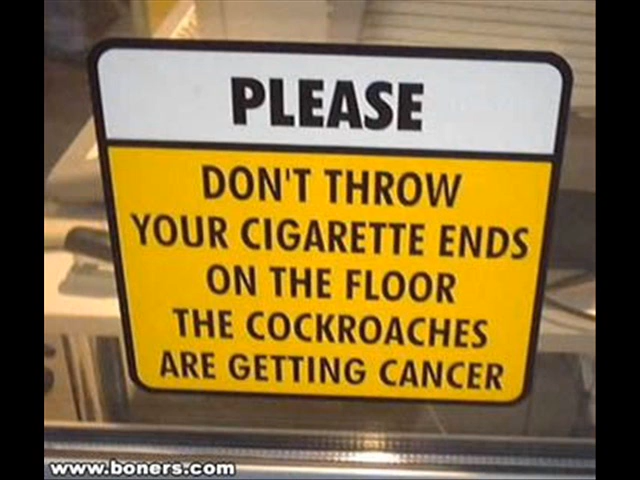 PLEASE
DON'T THROW
YOUR CIGARETTE ENDS
ON THE FLOOR
THE COCKROACHES
ARE GETTING CANCER
www.boners.com